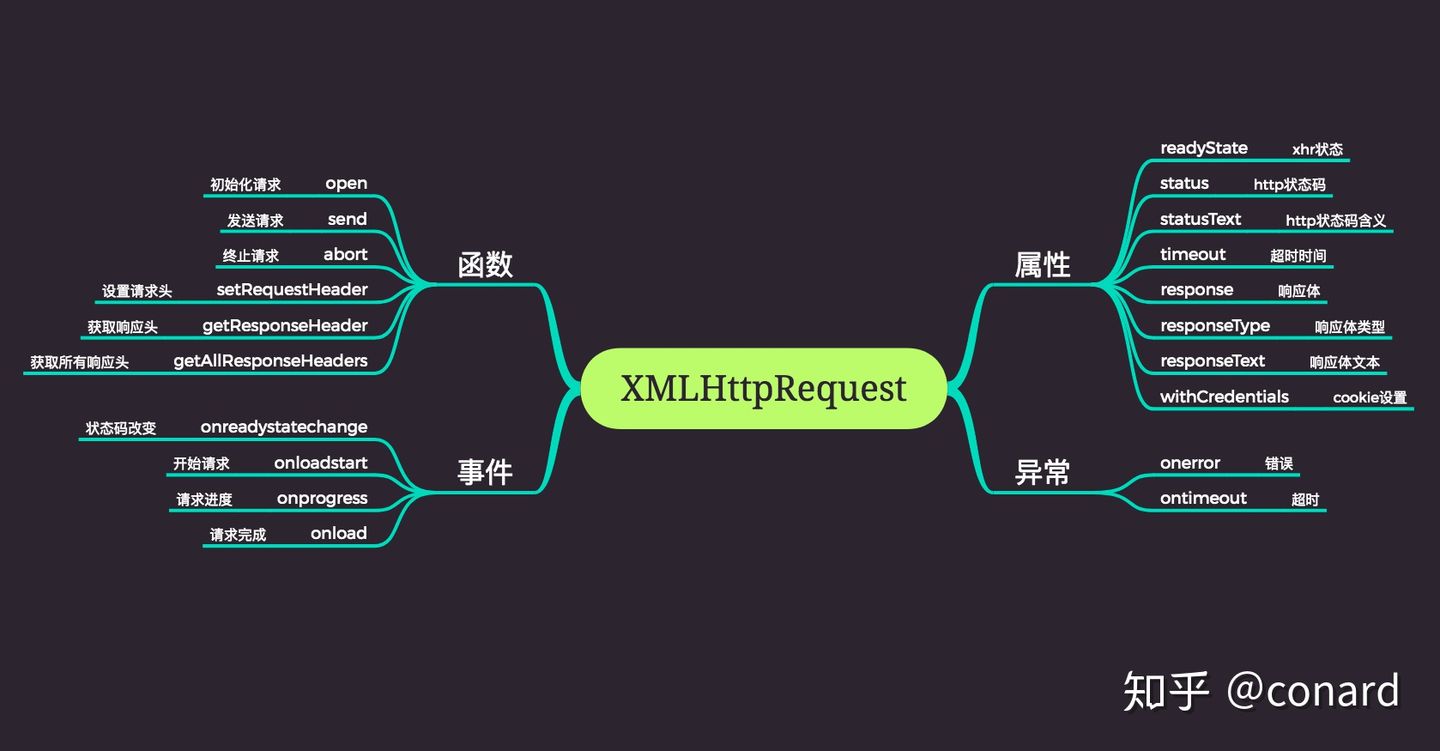 XMLHttpRequest
函数
初始化请求 open
发送请求 send
终止请求 abort
设置请求头 setRequestHeader
获取响应头 getResponseHeader
获取所有响应头 getAllResponseHeaders
事件
状态码改变 onreadystatechange
开始请求 onloadstart
请求进度 onprogress
请求完成 onload
属性
readyState xhr状态
status http状态码
statusText http状态码含义
timeout 超时时间
response 响应体
responseType 响应体类型
responseText 响应体文本
withCredentials cookie设置
异常
onerror 错误
ontimeout 超时
知乎 @conard